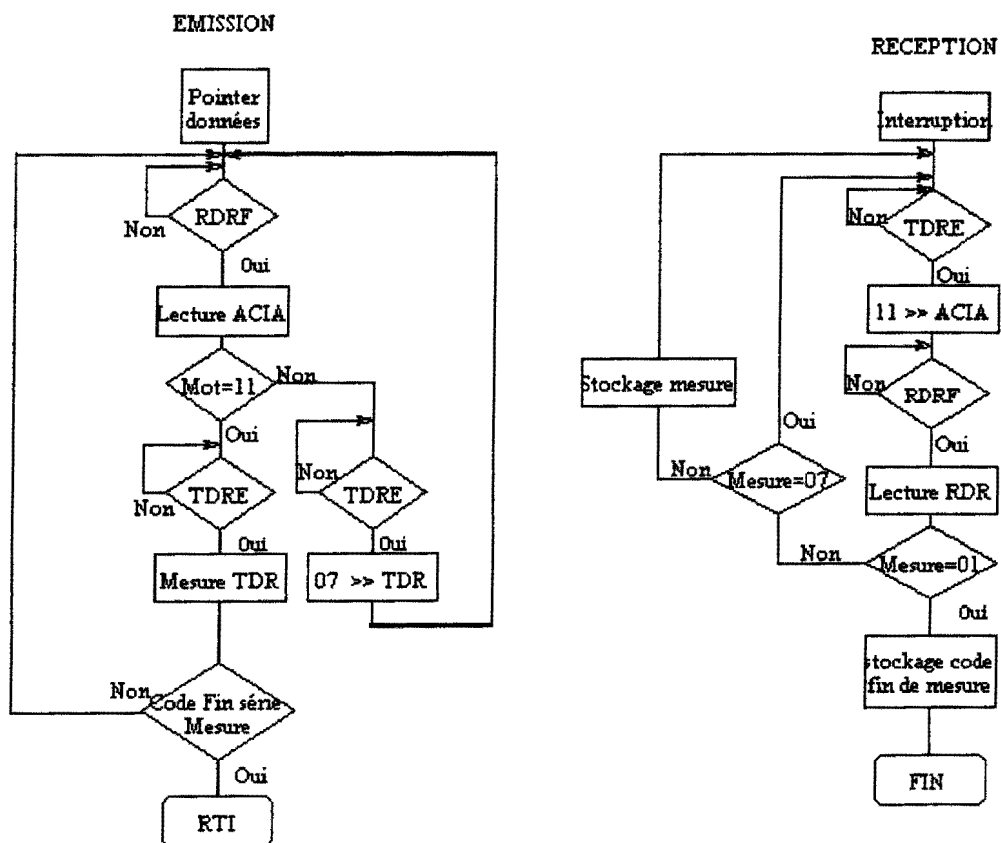 EMISSION
Pointer
données
RDRF
Non
Oui
Lecture ACIA
Mot=11
Non
Oui
TDRE
Non
Oui
Mesure TDR
Non
TDRE
Oui
07 >> TDR
Non
Code Fin série
Mesure
Oui
RTI
RECEPTION
Interruption
Non
TDRE
Oui
11 >> ACIA
Non
RDRF
Oui
Lecture RDR
Mesure=01
Non
Mesure=07
Oui
Non
Stockage mesure
Oui
stockage code
fin de mesure
FIN